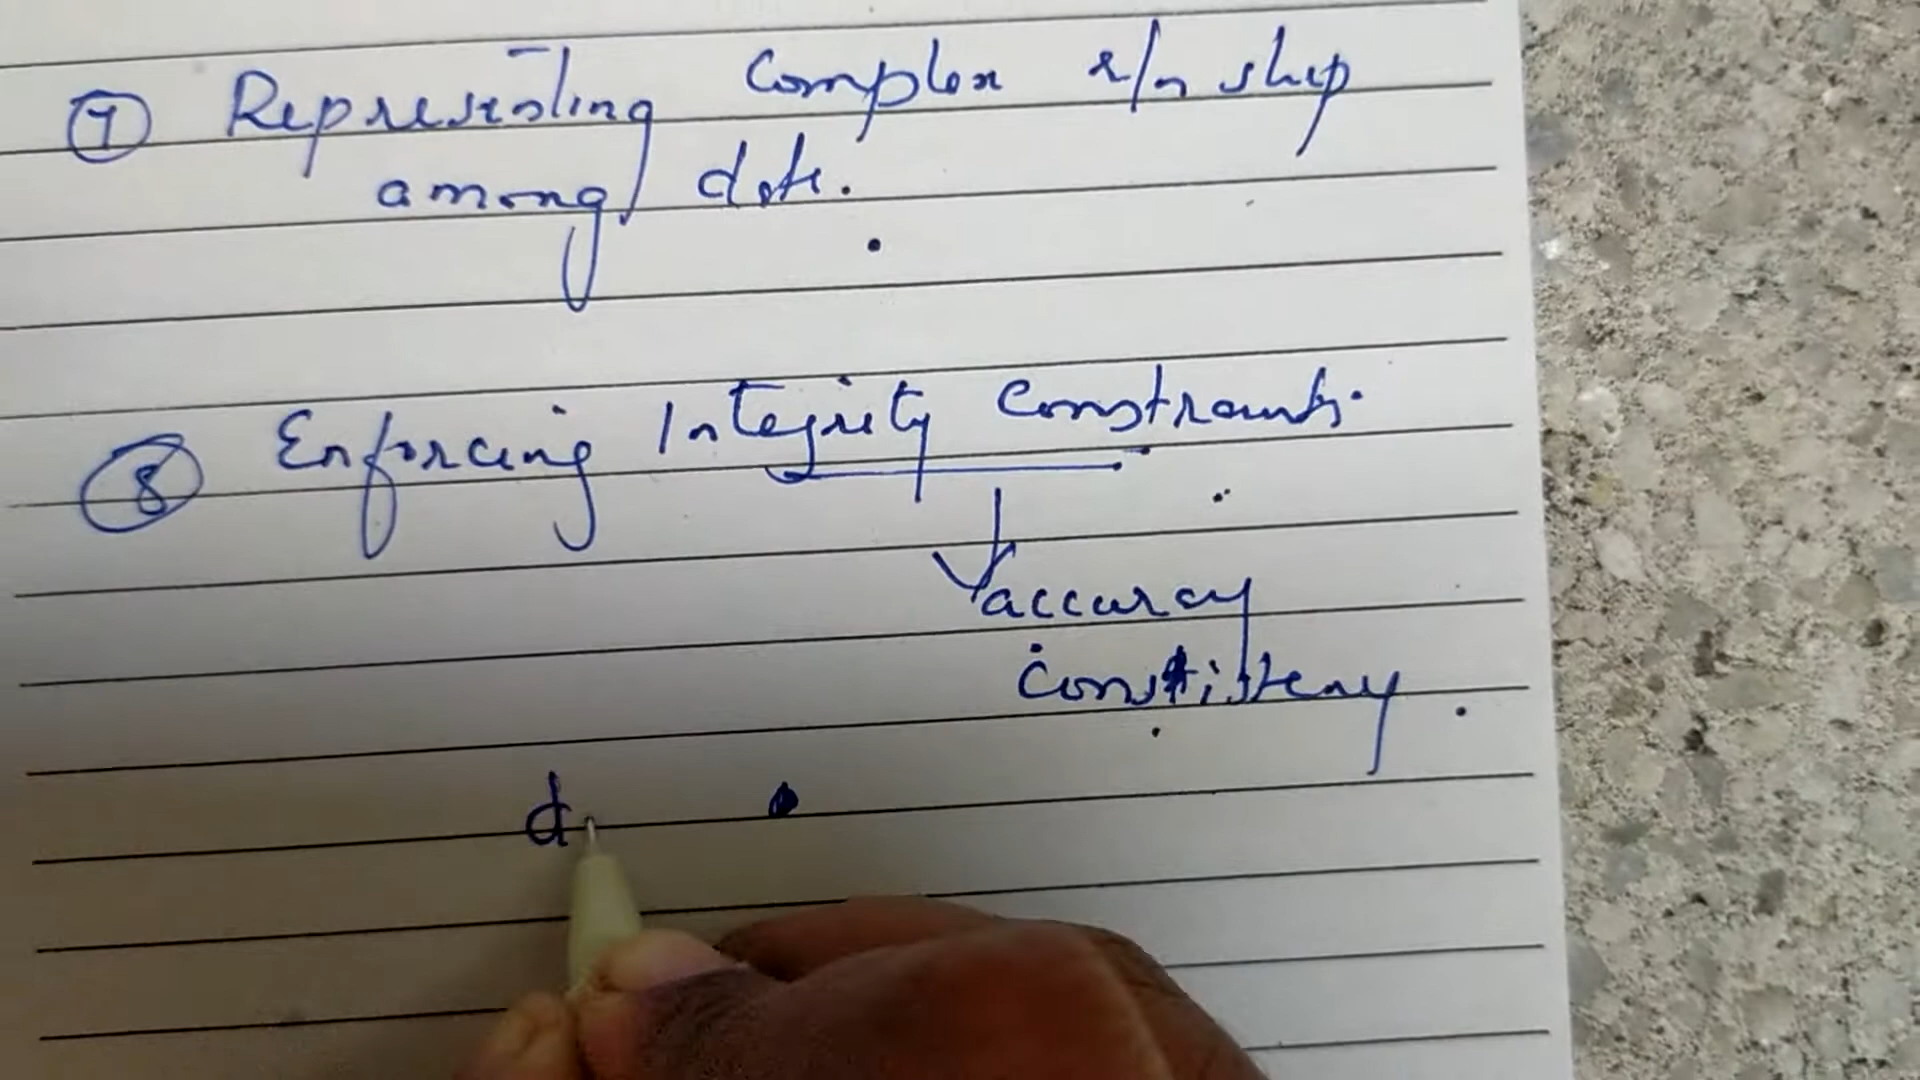 ⑦ Representing Complex r/n ship
among data.
⑧ Enforcing Integrity Constraints.
accuracy
consistency
d